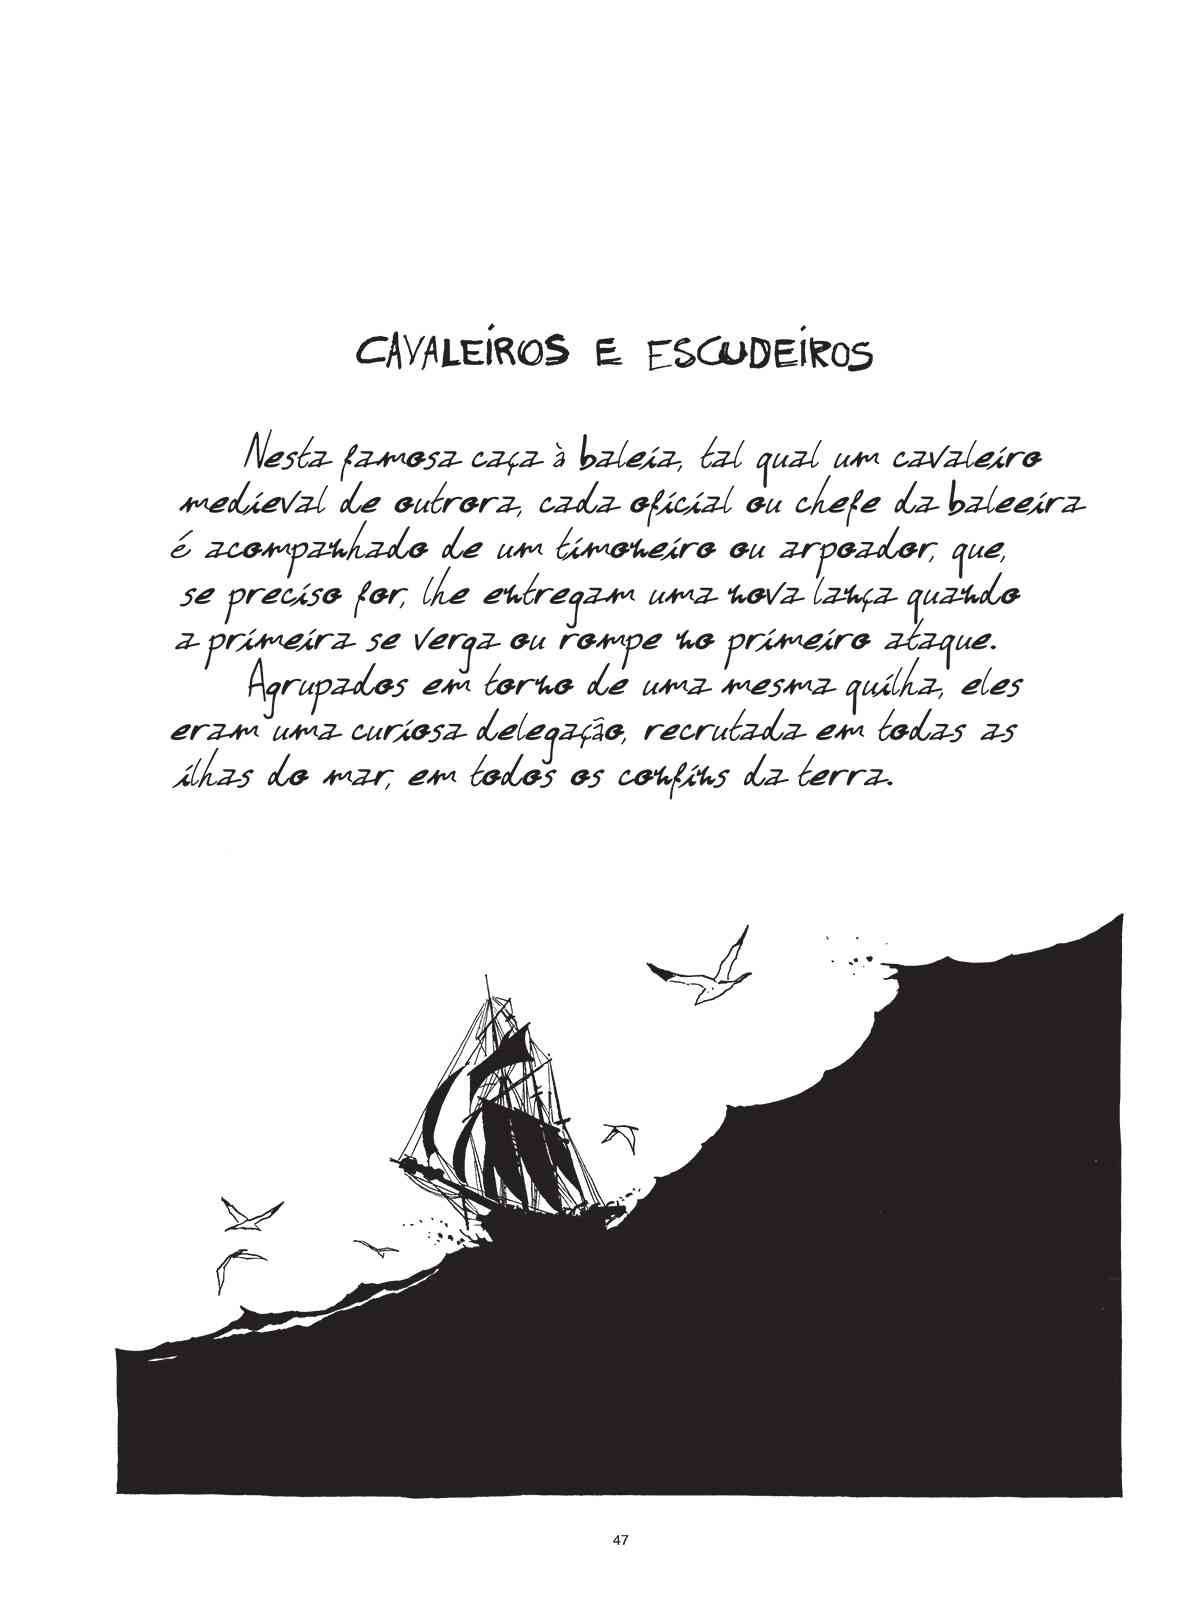 CAVALEIROS E ESCUDEIROS
Nesta famosa caça à baleia, tal qual um cavaleiro
medieval de outrora, cada oficial ou chefe da baleeira
é acompanhado de um timoneiro ou arpoador, que,
se preciso for, lhe entregam uma nova lança quando
a primeira se verga ou rompe no primeiro ataque.
Agrupados em torno de uma mesma quilha, eles
eram uma curiosa delegação, recrutada em todas as
ilhas do mar, em todos os confins da terra.
47